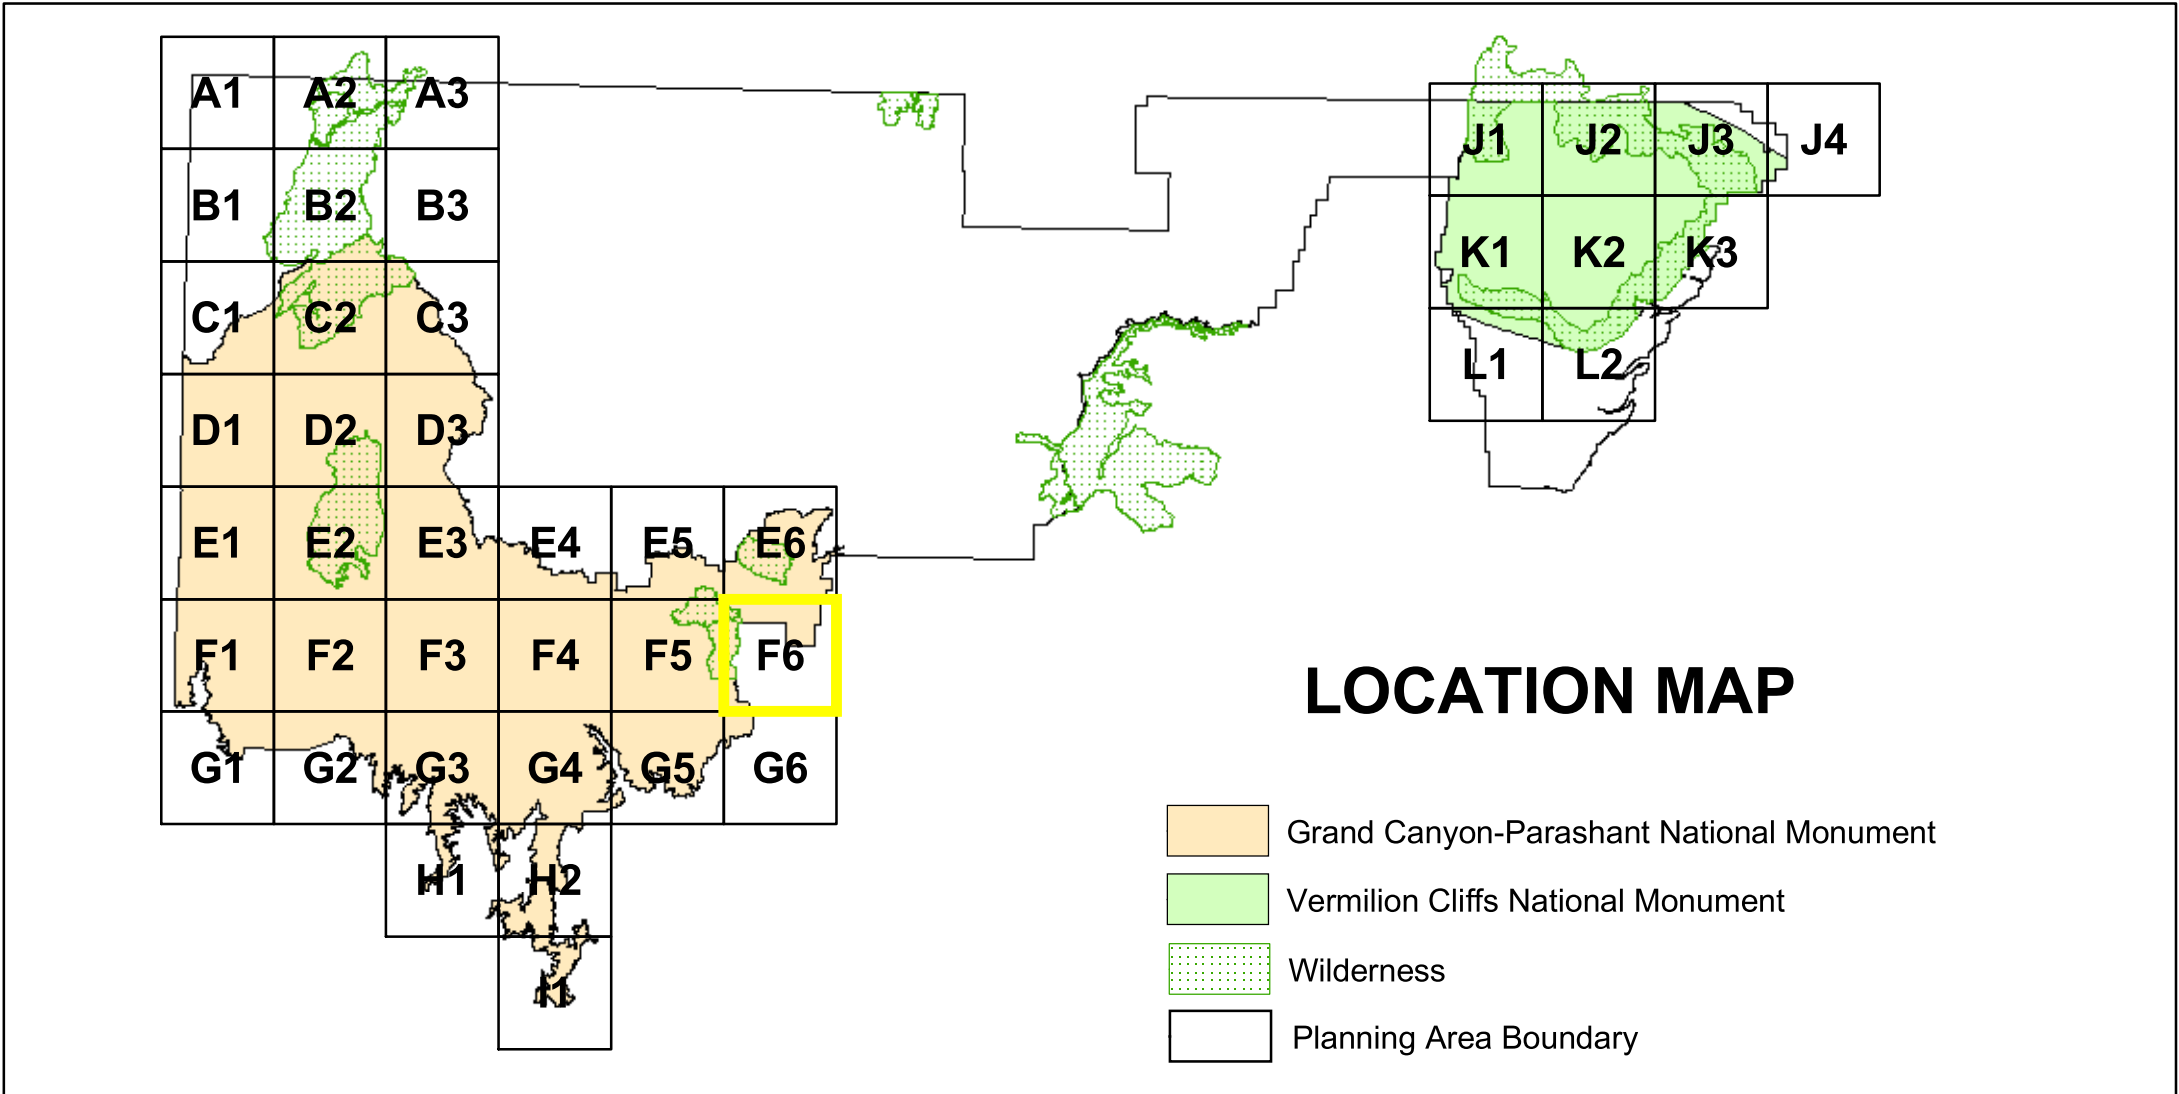 A1 A2 A3
J1 J2 J3 J4
B1 B2 B3
K1 K2 K3
C1 C2 C3
L1 L2
D1 D2 D3
E1 E2 E3 E4 E5 E6
F1 F2 F3 F4 F5 F6
LOCATION MAP
G1 G2 G3 G4 G5 G6
Grand Canyon-Parashant National Monument
H1 H2
Vermilion Cliffs National Monument
Wilderness
I1
Planning Area Boundary